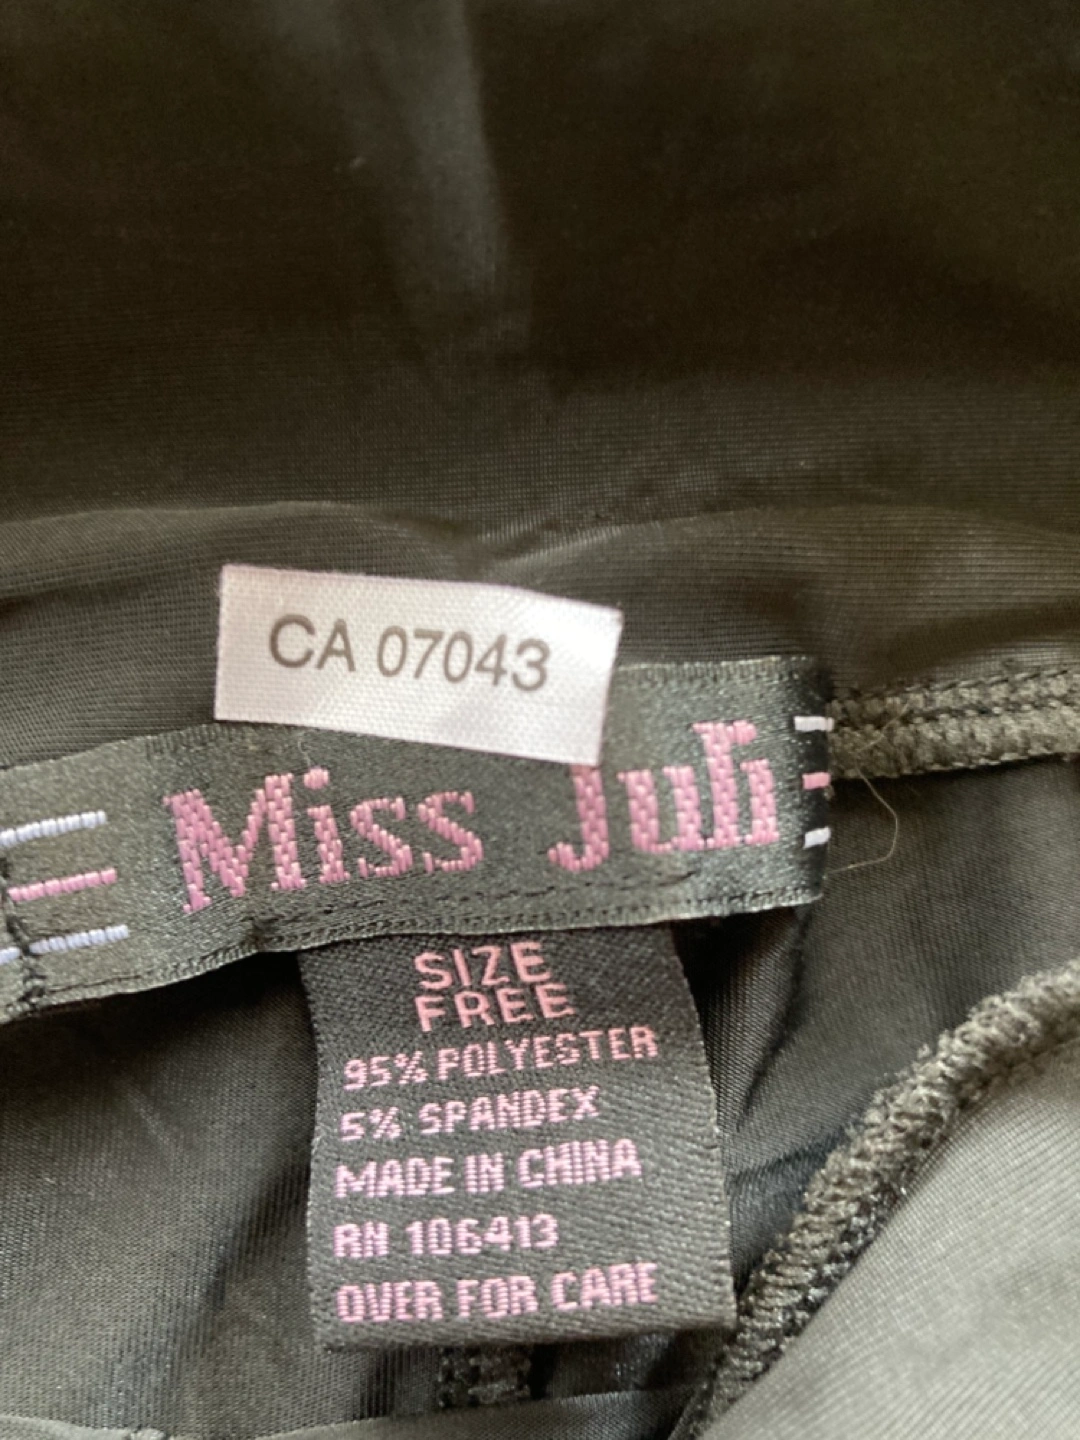 CA 07043
Miss Juli
SIZE
FREE
95% POLYESTER
5% SPANDEX
MADE IN CHINA
RN 106413
OVER FOR CARE